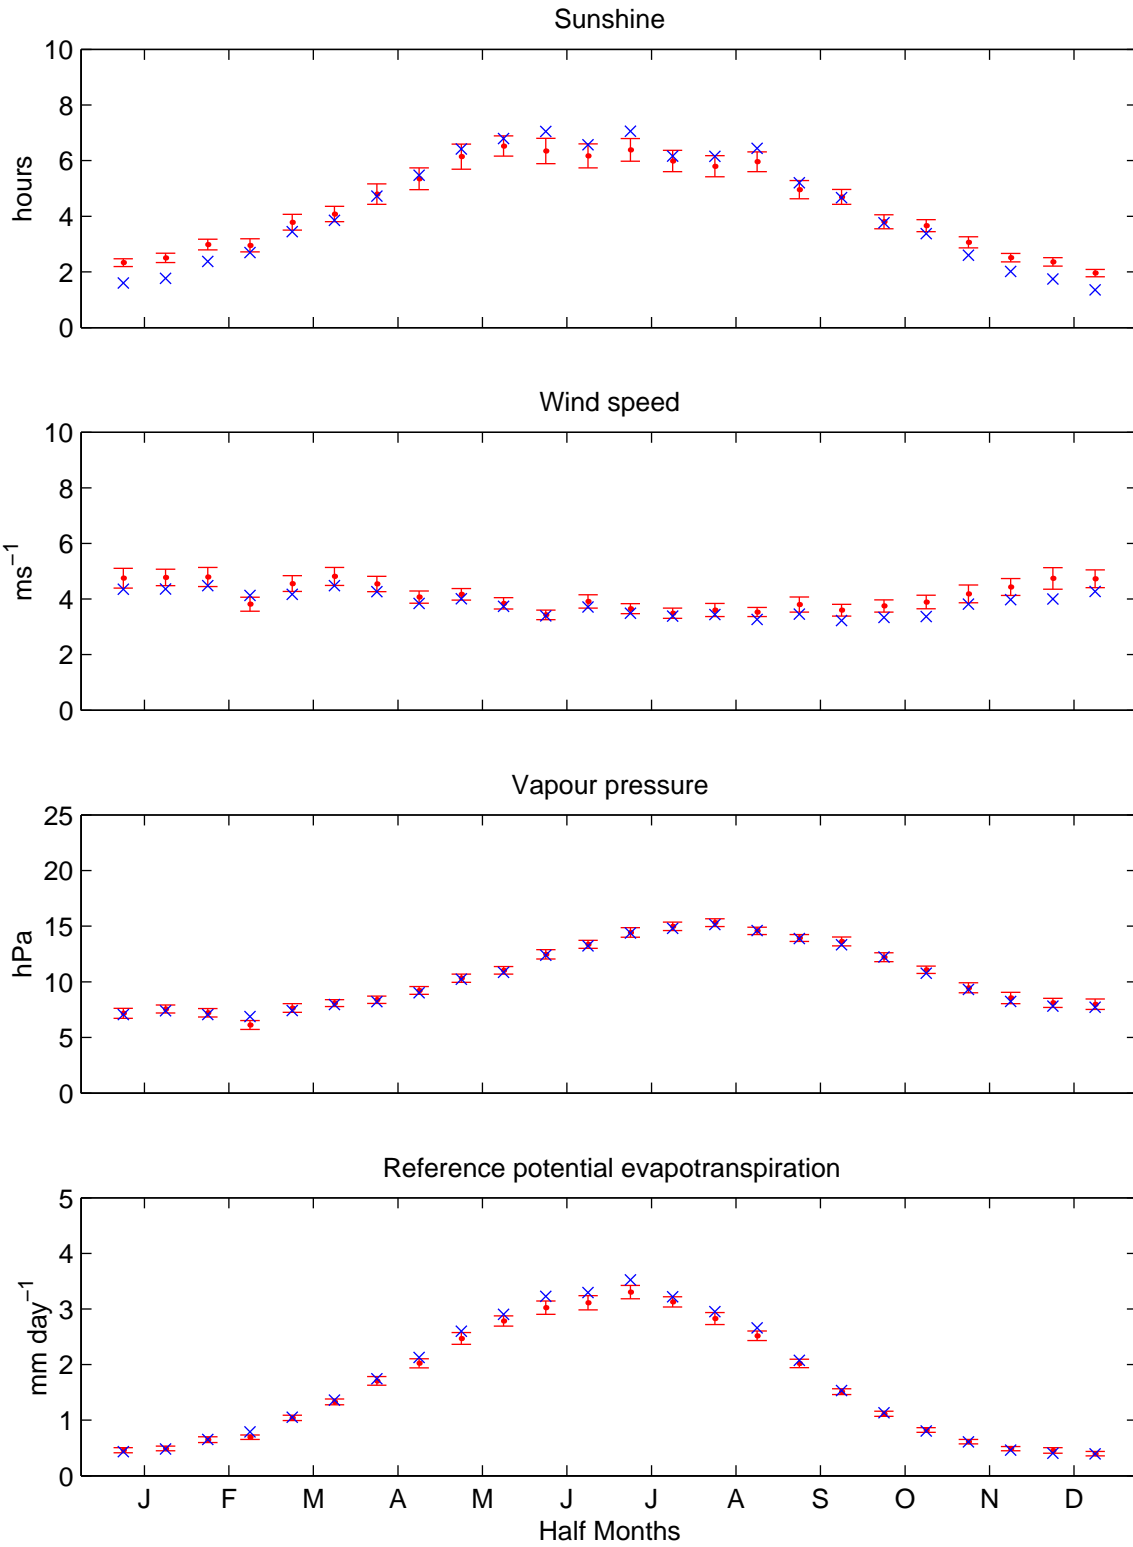 Sunshine
10
8
6
4
2
0
hours
Wind speed
10
8
6
4
2
0
ms⁻¹
Vapour pressure
25
20
15
10
5
0
hPa
Reference potential evapotranspiration
5
4
3
2
1
0
mm day⁻¹
J F M A M J J A S O N D
Half Months